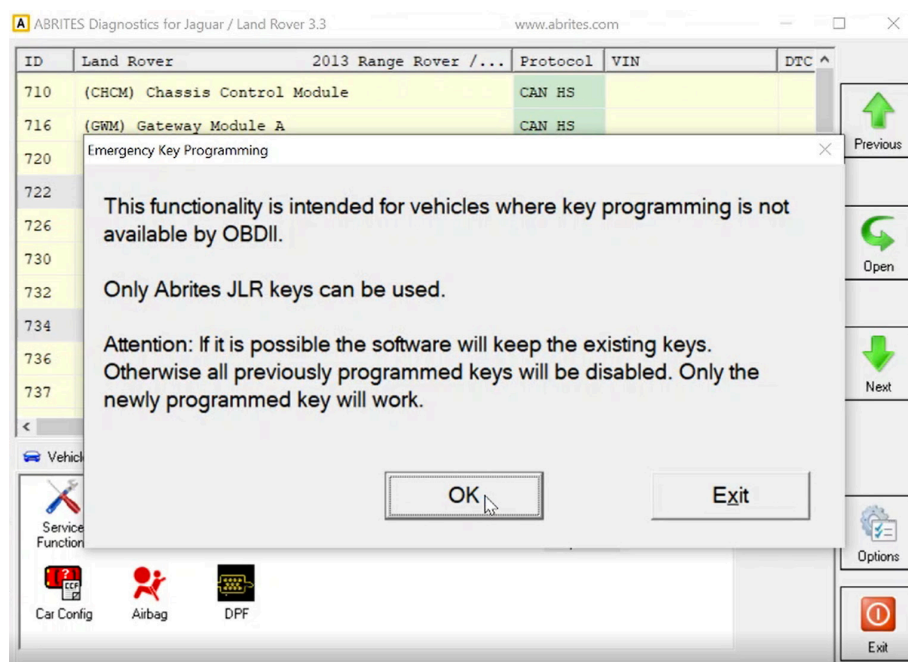 A ABRITES Diagnostics for Jaguar / Land Rover 3.3 www.abrites.com
ID Land Rover 2013 Range Rover /... Protocol VIN DTC
710 (CHCM) Chassis Control Module CAN HS
716 (GWM) Gateway Module A CAN HS
Previous
720
Emergency Key Programming
722
This functionality is intended for vehicles where key programming is not
726
available by OBDII.
730
Open
732
Only Abrites JLR keys can be used.
734
Attention: If it is possible the software will keep the existing keys.
736
Otherwise all previously programmed keys will be disabled. Only the
737
newly programmed key will work.
Next
OK
Exit
Service
Options
Car Config
CCF
Airbag
DPF
Exit